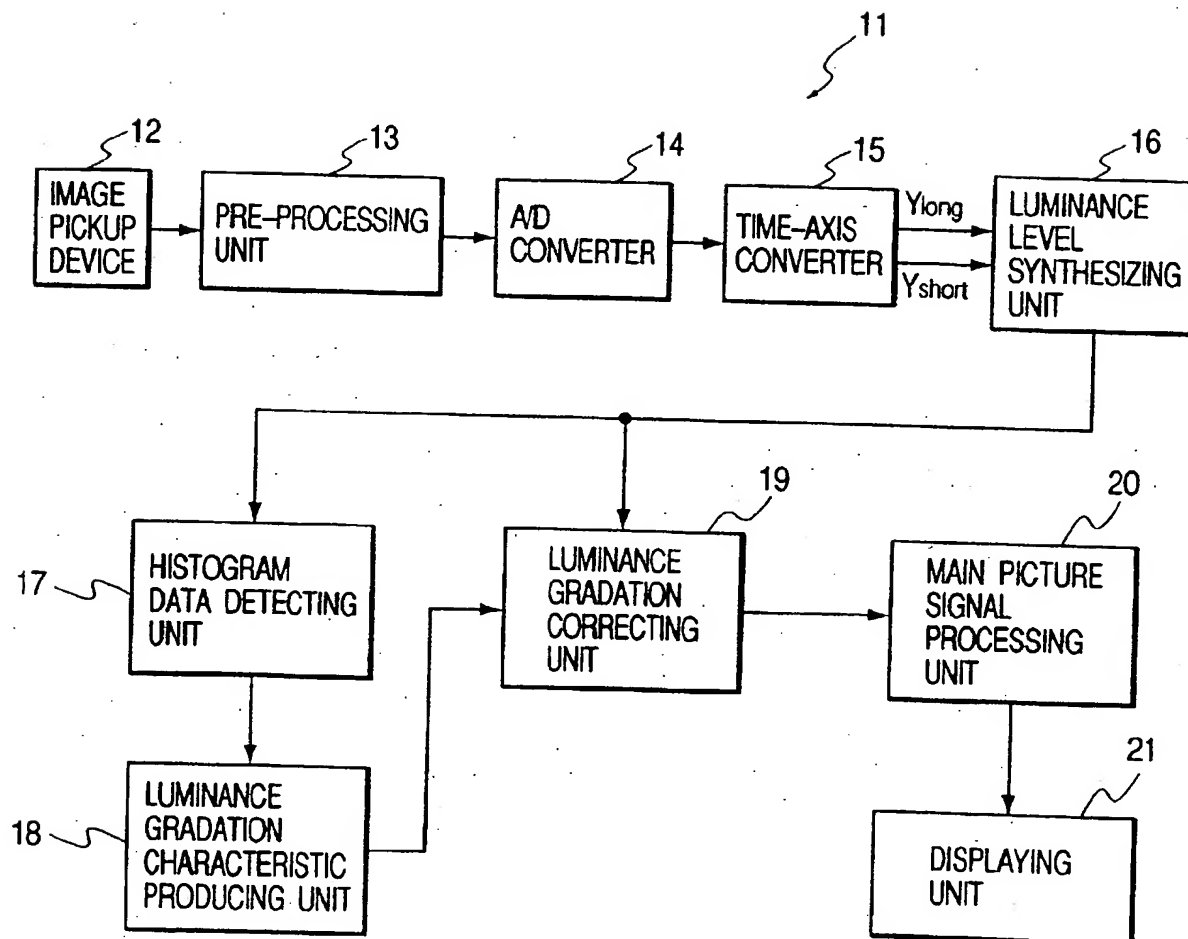 11
12
IMAGE
PICKUP
DEVICE
13
PRE-PROCESSING
UNIT
14
A/D
CONVERTER
15
TIME-AXIS
CONVERTER
Ylong
Yshort
16
LUMINANCE
LEVEL
SYNTHESIZING
UNIT
17
HISTOGRAM
DATA DETECTING
UNIT
18
LUMINANCE
GRADATION
CHARACTERISTIC
PRODUCING UNIT
19
LUMINANCE
GRADATION
CORRECTING
UNIT
20
MAIN PICTURE
SIGNAL
PROCESSING
UNIT
21
DISPLAYING
UNIT